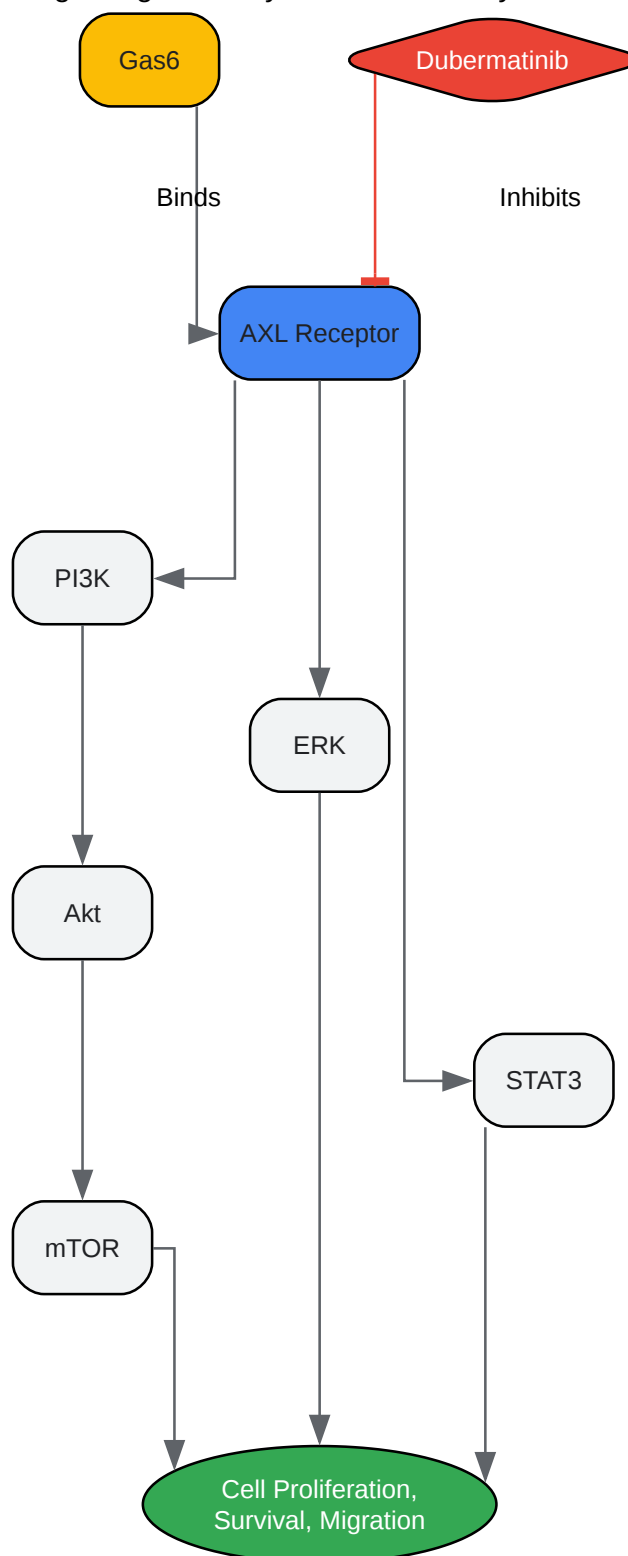 Gas6
Dubermatinib
Binds
Inhibits
AXL Receptor
PI3K
ERK
Akt
STAT3
mTOR
Cell Proliferation,
Survival, Migration